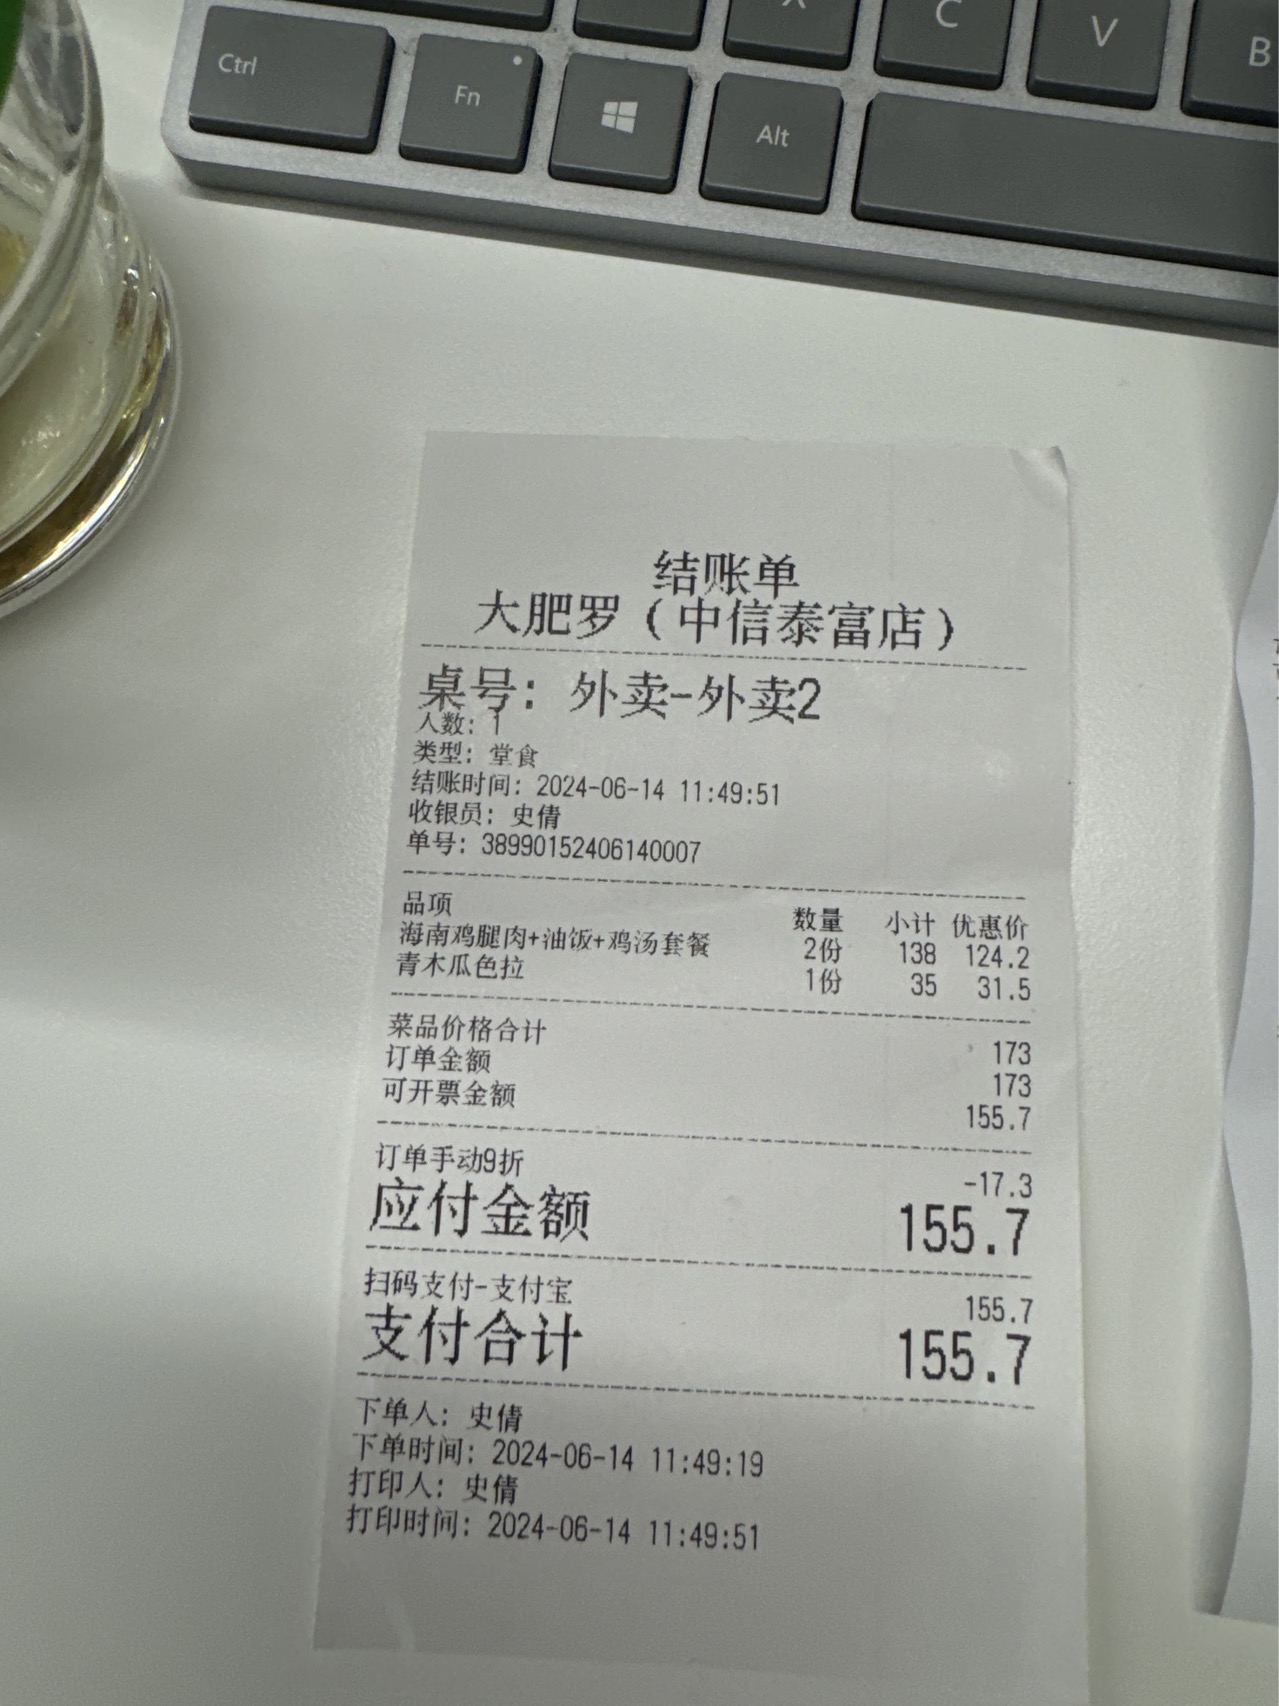 X C V B
Ctrl Fn Alt
结账单
大肥罗（中信泰富店）
桌号：外卖-外卖2
人数：1
类型：堂食
结账时间：2024-06-14 11:49:51
收银员：史倩
单号：38990152406140007
品项 数量 小计 优惠价
海南鸡腿肉+油饭+鸡汤套餐 2份 138 124.2
青木瓜色拉 1份 35 31.5
菜品价格合计 173
订单金额 173
可开票金额 155.7
订单手动9折 -17.3
应付金额 155.7
扫码支付-支付宝 155.7
支付合计 155.7
下单人：史倩
下单时间：2024-06-14 11:49:19
打印人：史倩
打印时间：2024-06-14 11:49:51